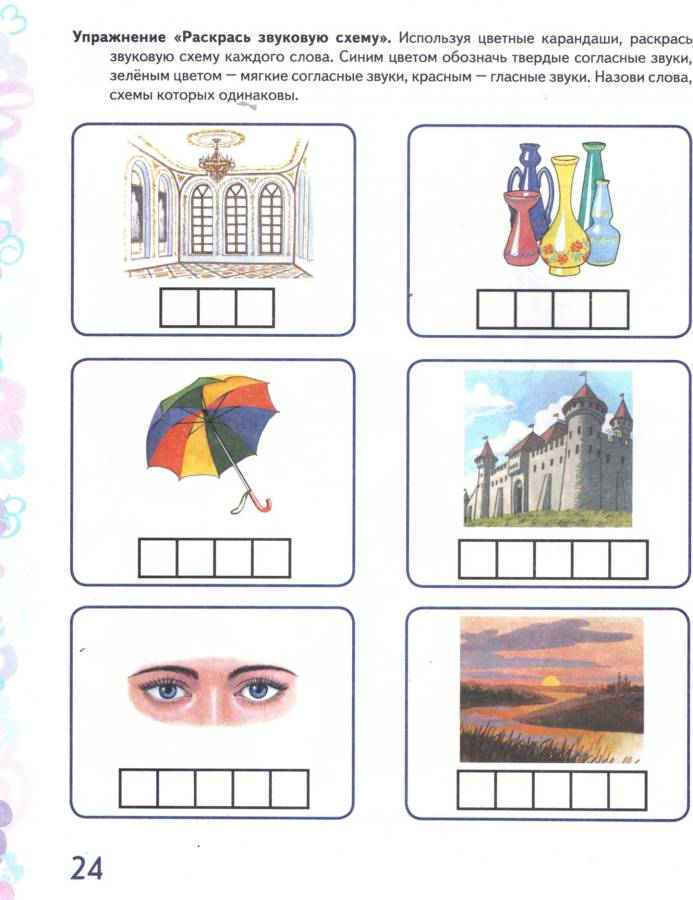 Упражнение «Раскрась звуковую схему». Используя цветные карандаши, раскрась
звуковую схему каждого слова. Синим цветом обозначь твердые согласные звуки,
зелёным цветом — мягкие согласные звуки, красным — гласные звуки. Назови слова,
схемы которых одинаковы.
24